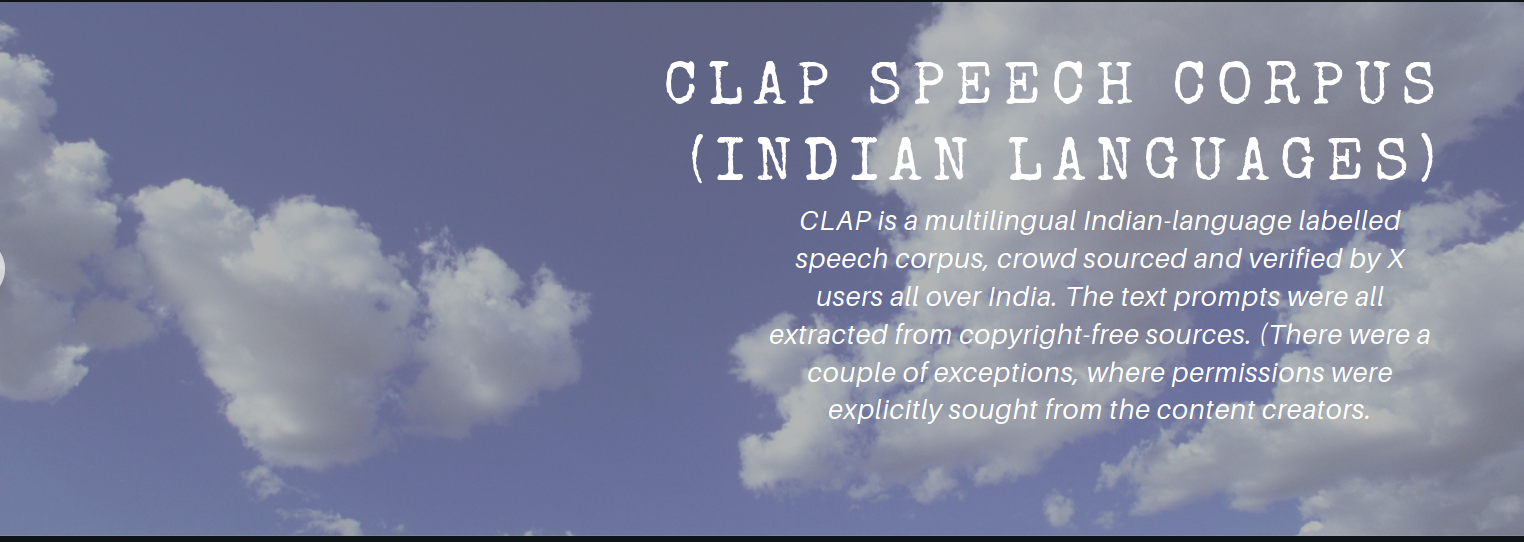 CLAP SPEECH CORPUS
(INDIAN LANGUAGES)
CLAP is a multilingual Indian-language labelled
speech corpus, crowd sourced and verified by X
users all over India. The text prompts were all
extracted from copyright-free sources. (There were a
couple of exceptions, where permissions were
explicitly sought from the content creators.